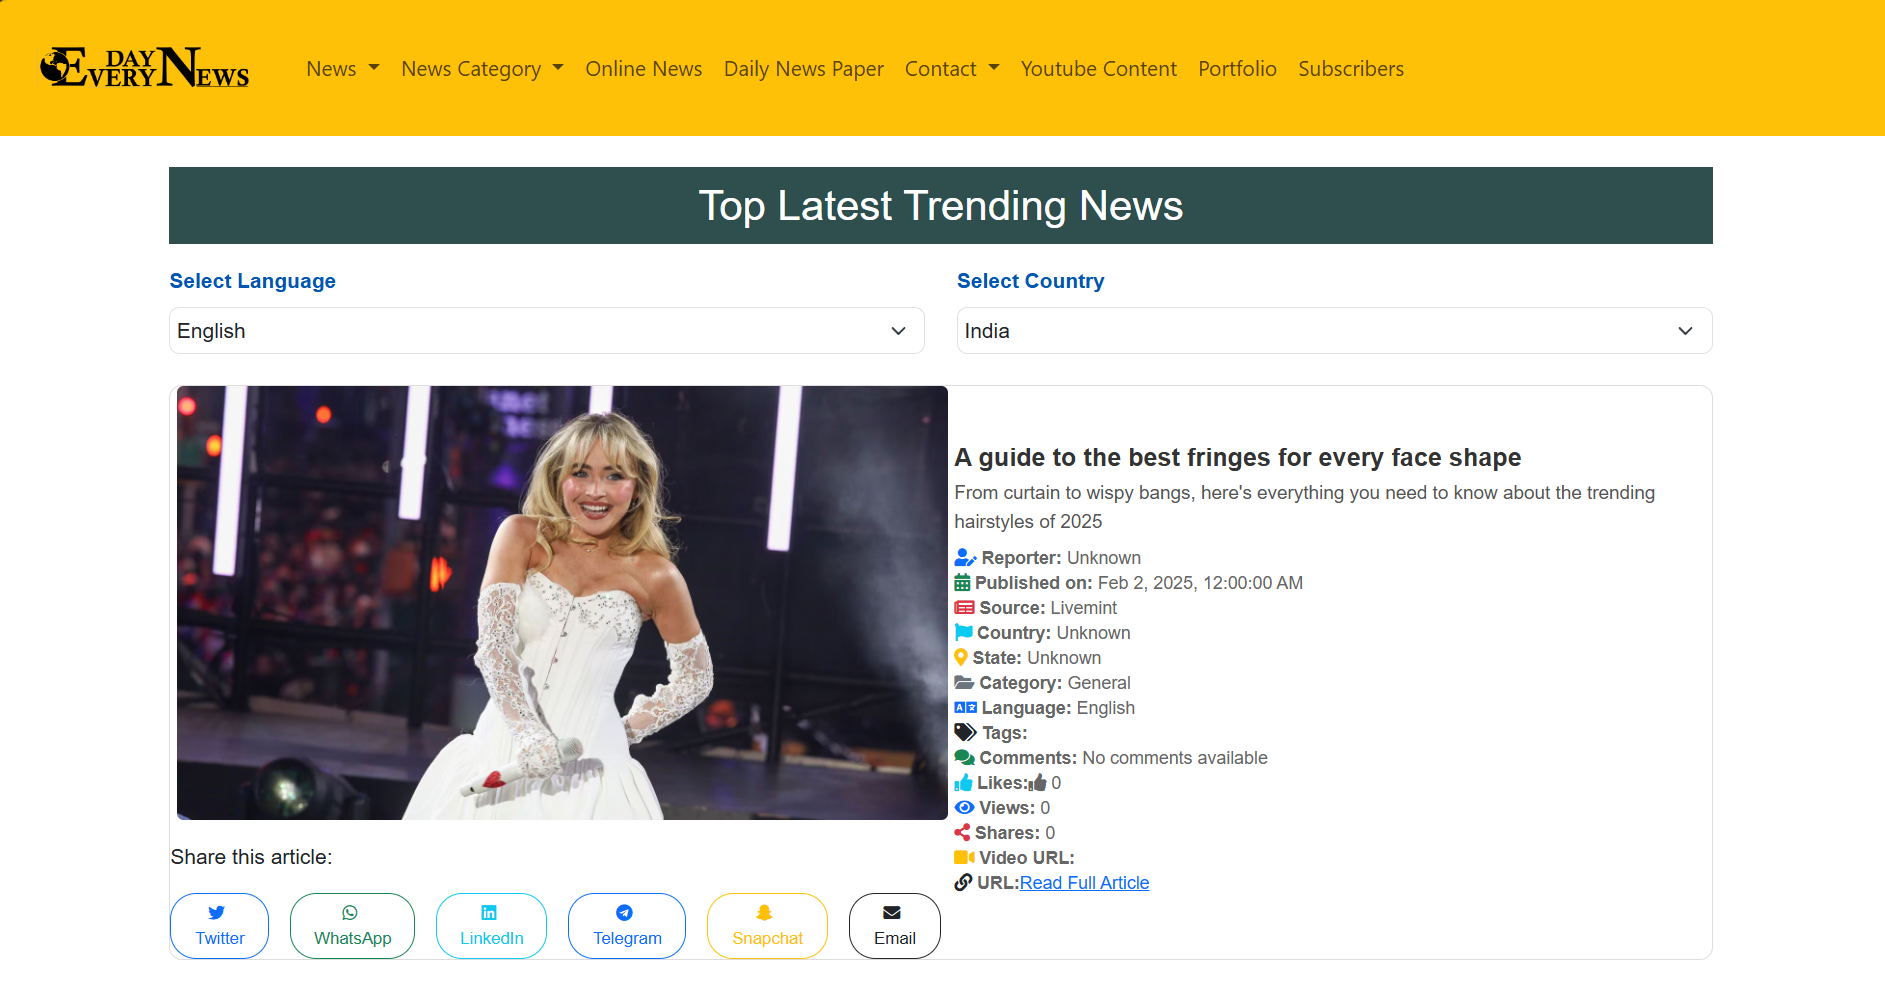 EVERY DAY NEWS
News
News Category
Online News
Daily News Paper
Contact
Youtube Content
Portfolio
Subscribers
Top Latest Trending News
Select Language
Select Country
English
India
A guide to the best fringes for every face shape
From curtain to wispy bangs, here's everything you need to know about the trending
hairstyles of 2025
Reporter: Unknown
Published on: Feb 2, 2025, 12:00:00 AM
Source: Livemint
Country: Unknown
State: Unknown
Category: General
Language: English
Tags:
Comments: No comments available
Likes: 0
Views: 0
Shares: 0
Video URL:
URL:Read Full Article
Share this article:
Twitter
WhatsApp
LinkedIn
Telegram
Snapchat
Email